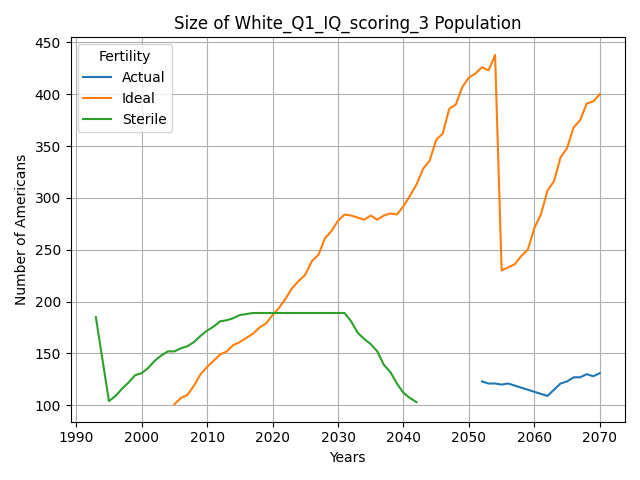 Size of White_Q1_IQ_scoring_3 Population
Number of Americans
450
400
350
300
250
200
150
100
Fertility
Actual
Ideal
Sterile
1990 2000 2010 2020 2030 2040 2050 2060 2070
Years